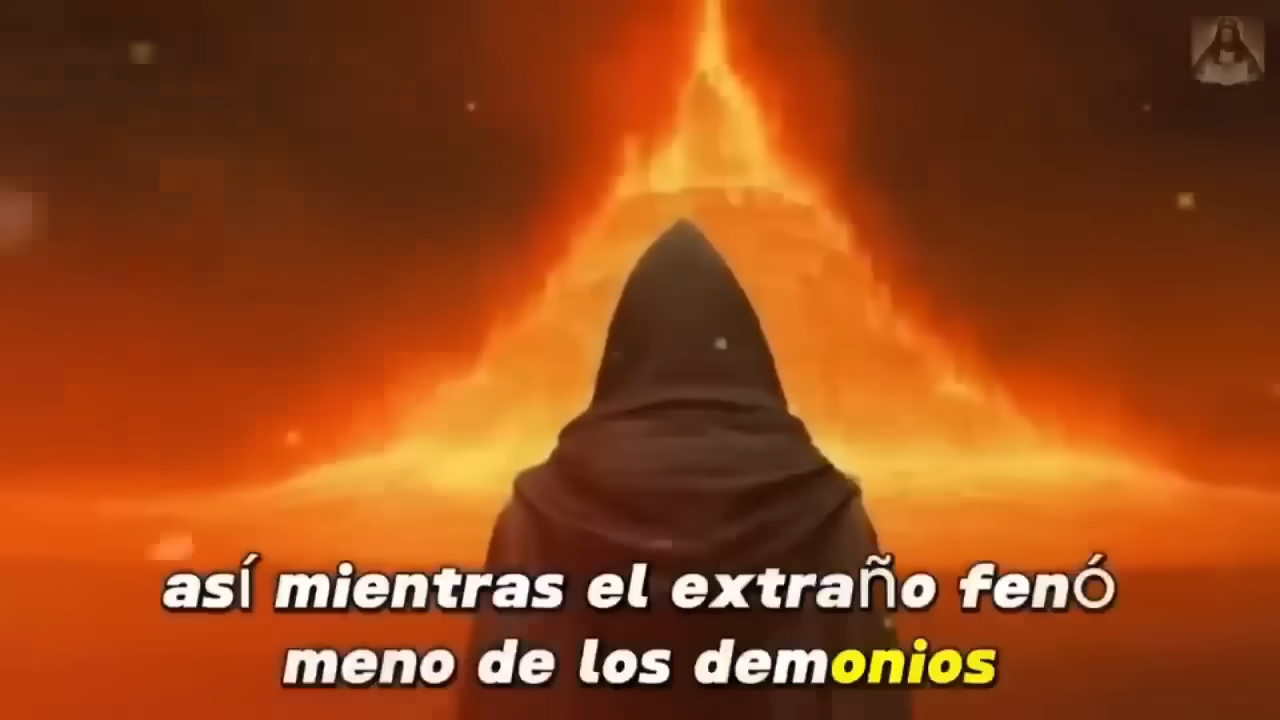 así mientras el extraño fenó
meno de los demonios